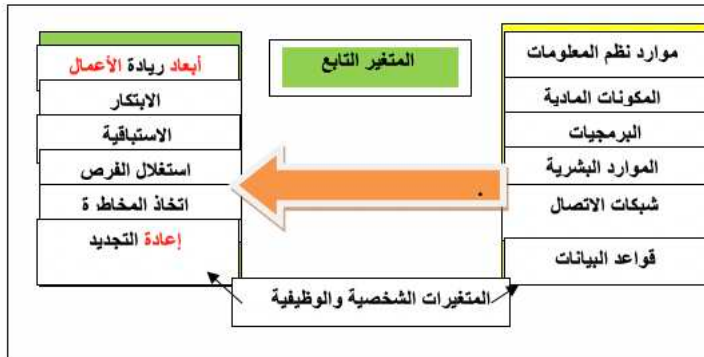 موارد نظم المعلومات
المكونات المادية
البرمجيات
الموارد البشرية
شبكات الاتصال
قواعد البيانات
المتغير التابع
أبعاد ريادة الأعمال
الابتكار
الاستباقية
استغلال الفرص
اتخاذ المخاطرة
إعادة التجديد
المتغيرات الشخصية والوظيفية